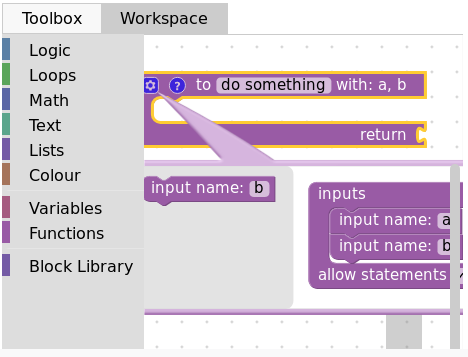 Toolbox
Workspace
Logic
Loops
Math
Text
Lists
Colour
Variables
Functions
Block Library
? to do something with: a, b
return
input name: b
inputs
input name: a
input name: b
allow statements